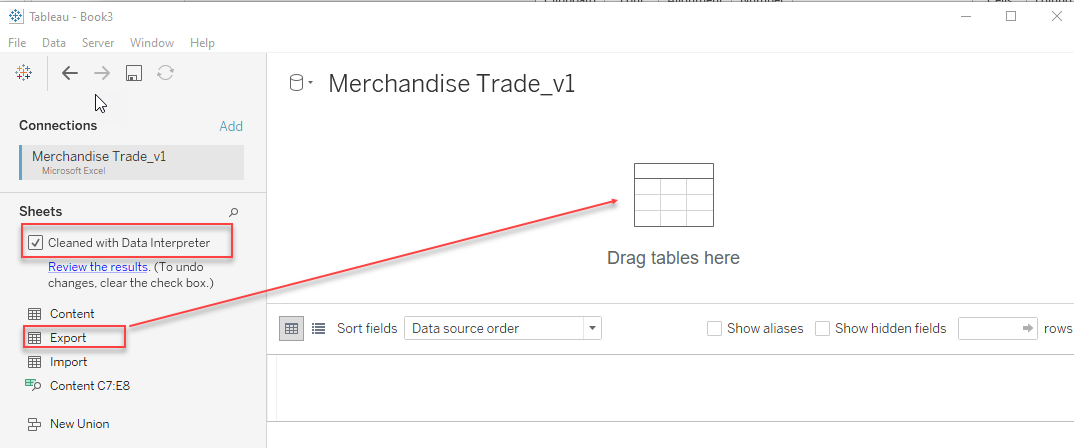 Tableau - Book3
File Data Server Window Help
Connections Add
Merchandise Trade_v1
Microsoft Excel
Sheets
Cleaned with Data Interpreter
Review the results. (To undo
changes, clear the check box.)
Content
Export
Import
Content C7:E8
New Union
Merchandise Trade_v1
Drag tables here
Sort fields Data source order Show aliases Show hidden fields rows